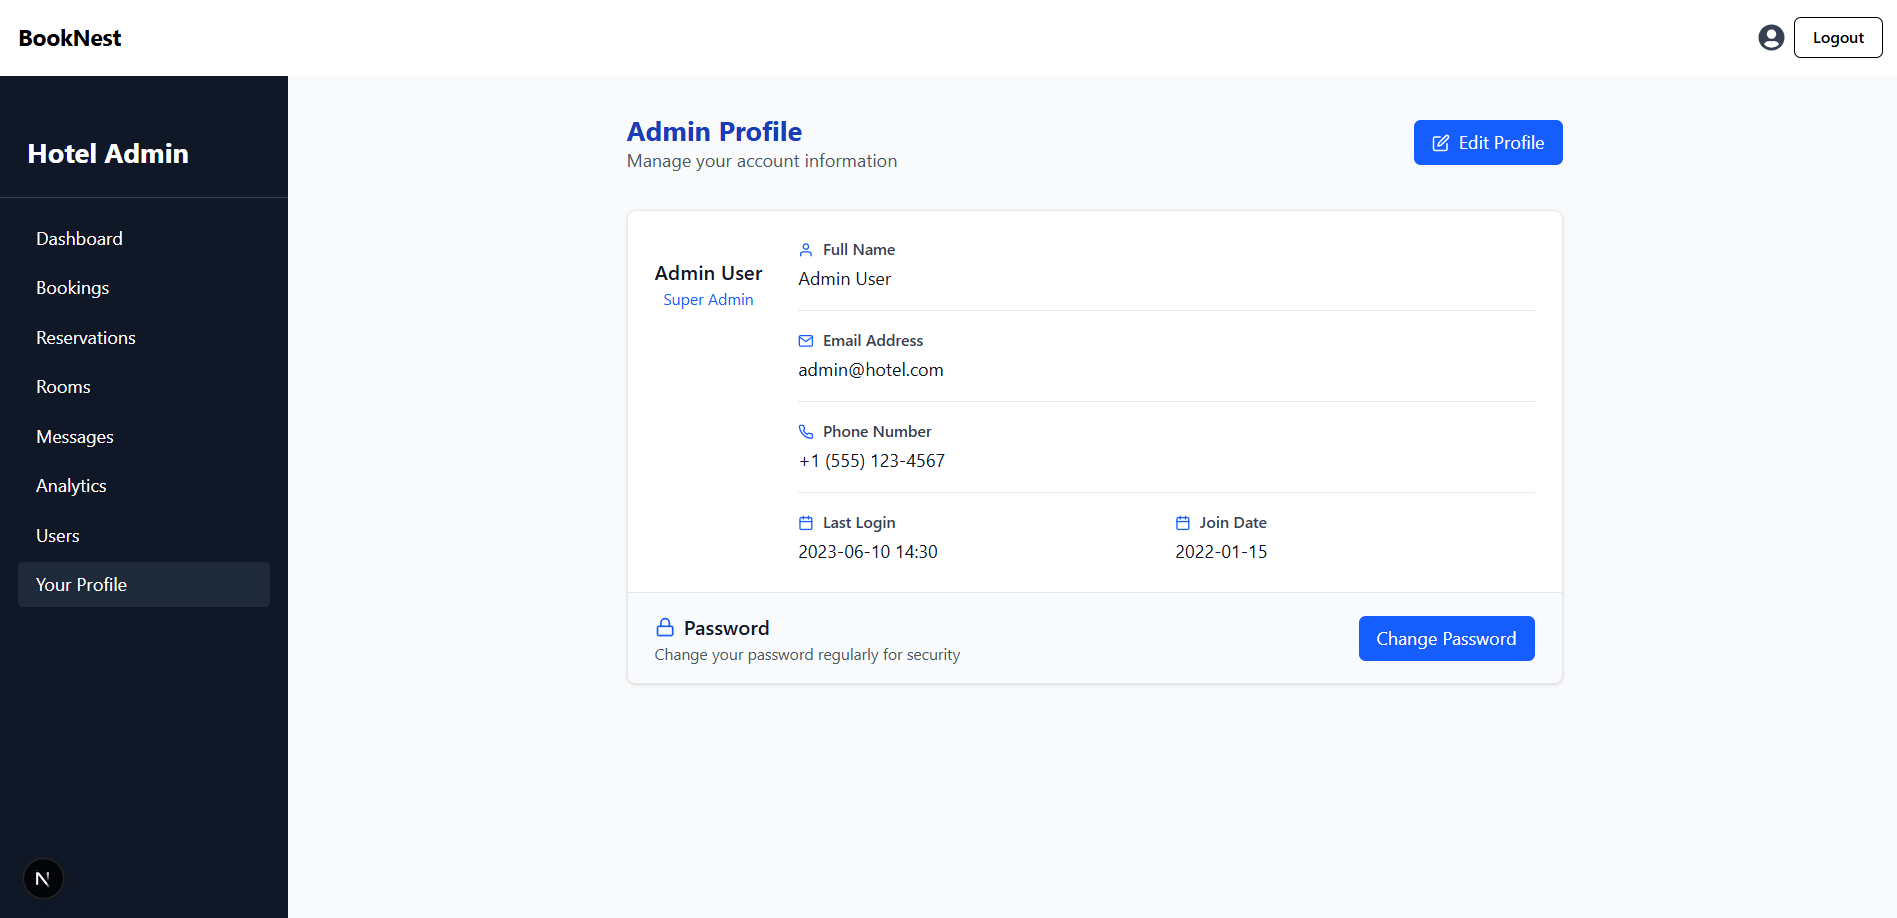 BookNest
Logout
Hotel Admin
Dashboard
Bookings
Reservations
Rooms
Messages
Analytics
Users
Your Profile
N
Admin Profile
Manage your account information
Edit Profile
Admin User
Super Admin
Full Name
Admin User
Email Address
admin@hotel.com
Phone Number
+1 (555) 123-4567
Last Login
2023-06-10 14:30
Join Date
2022-01-15
Password
Change your password regularly for security
Change Password